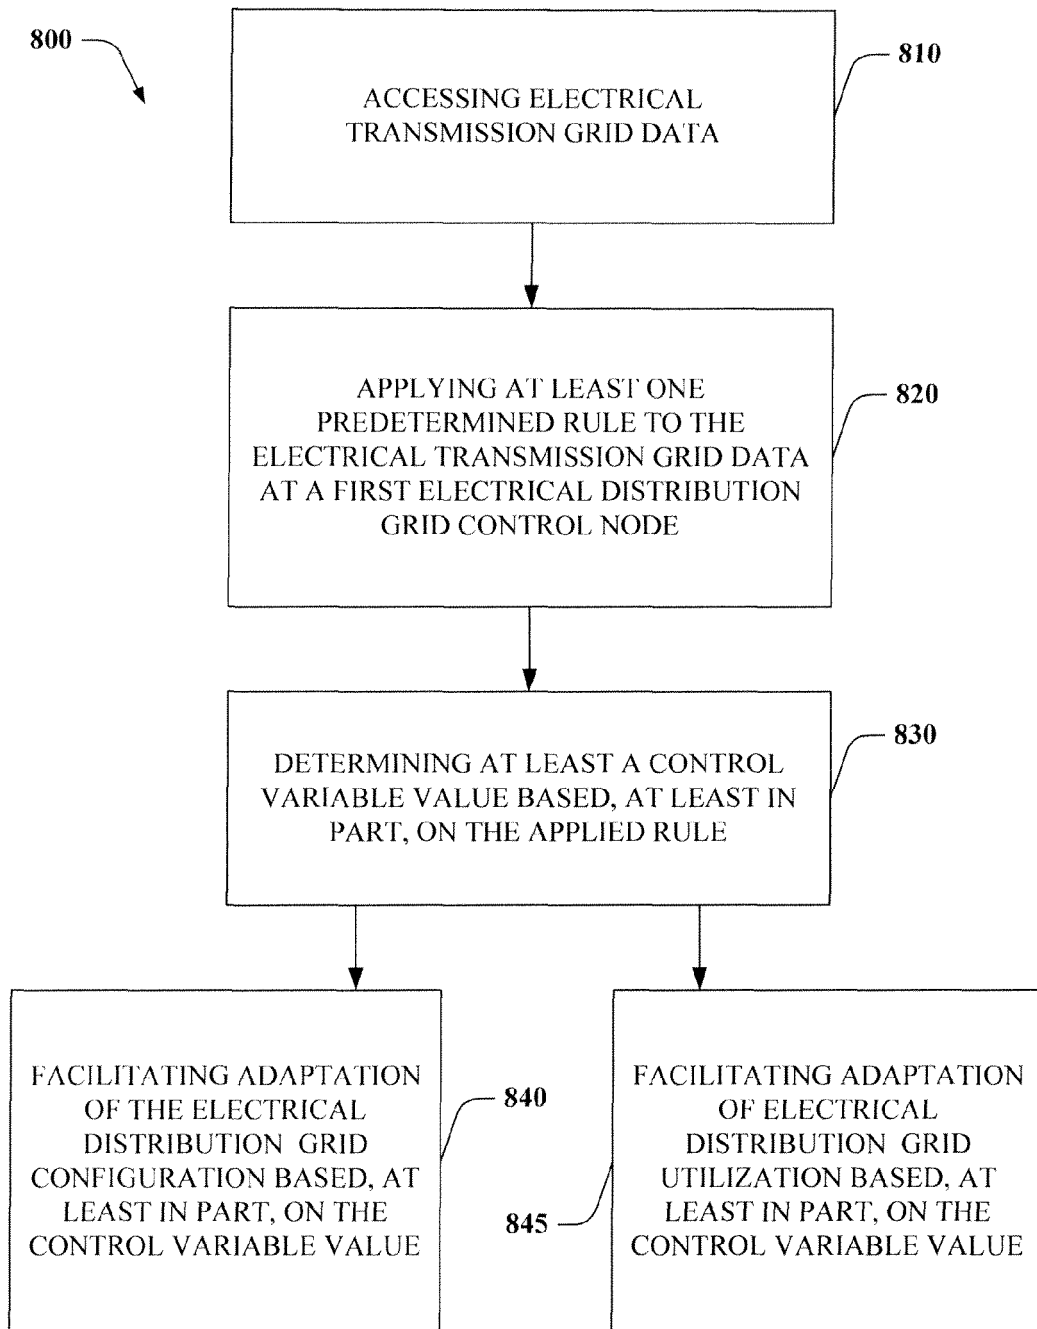 800
810
ACCESSING ELECTRICAL
TRANSMISSION GRID DATA
APPLYING AT LEAST ONE
PREDETERMINED RULE TO THE
ELECTRICAL TRANSMISSION GRID DATA
AT A FIRST ELECTRICAL DISTRIBUTION
GRID CONTROL NODE
820
DETERMINING AT LEAST A CONTROL
VARIABLE VALUE BASED, AT LEAST IN
PART, ON THE APPLIED RULE
830
FACILITATING ADAPTATION
OF THE ELECTRICAL
DISTRIBUTION GRID
CONFIGURATION BASED, AT
LEAST IN PART, ON THE
CONTROL VARIABLE VALUE
840
FACILITATING ADAPTATION
OF ELECTRICAL
DISTRIBUTION GRID
UTILIZATION BASED, AT
LEAST IN PART, ON THE
CONTROL VARIABLE VALUE
845